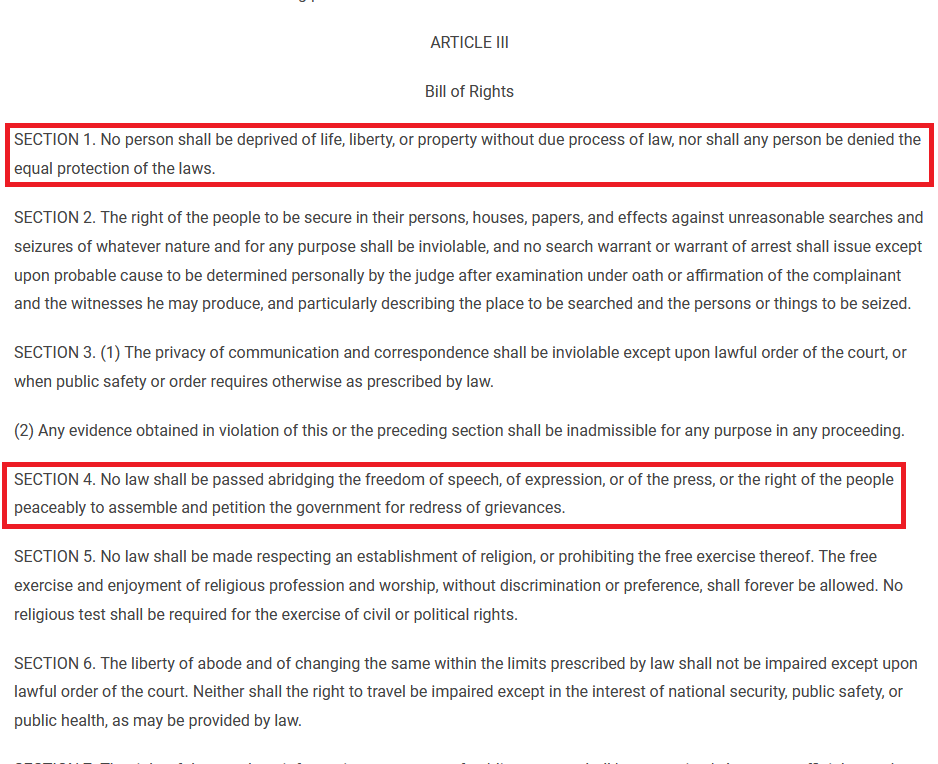 ARTICLE III
Bill of Rights
SECTION 1. No person shall be deprived of life, liberty, or property without due process of law, nor shall any person be denied the
equal protection of the laws.
SECTION 2. The right of the people to be secure in their persons, houses, papers, and effects against unreasonable searches and
seizures of whatever nature and for any purpose shall be inviolable, and no search warrant or warrant of arrest shall issue except
upon probable cause to be determined personally by the judge after examination under oath or affirmation of the complainant
and the witnesses he may produce, and particularly describing the place to be searched and the persons or things to be seized.
SECTION 3. (1) The privacy of communication and correspondence shall be inviolable except upon lawful order of the court, or
when public safety or order requires otherwise as prescribed by law.
(2) Any evidence obtained in violation of this or the preceding section shall be inadmissible for any purpose in any proceeding.
SECTION 4. No law shall be passed abridging the freedom of speech, of expression, or of the press, or the right of the people
peaceably to assemble and petition the government for redress of grievances.
SECTION 5. No law shall be made respecting an establishment of religion, or prohibiting the free exercise thereof. The free
exercise and enjoyment of religious profession and worship, without discrimination or preference, shall forever be allowed. No
religious test shall be required for the exercise of civil or political rights.
SECTION 6. The liberty of abode and of changing the same within the limits prescribed by law shall not be impaired except upon
lawful order of the court. Neither shall the right to travel be impaired except in the interest of national security, public safety, or
public health, as may be provided by law.